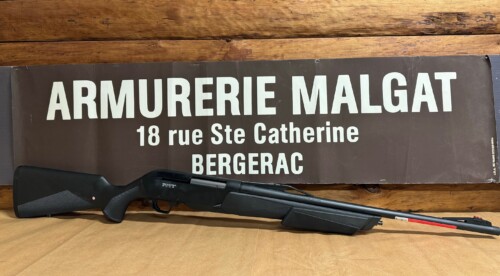 ARMURERIE MALGAT
18 rue Ste Catherine
BERGERAC